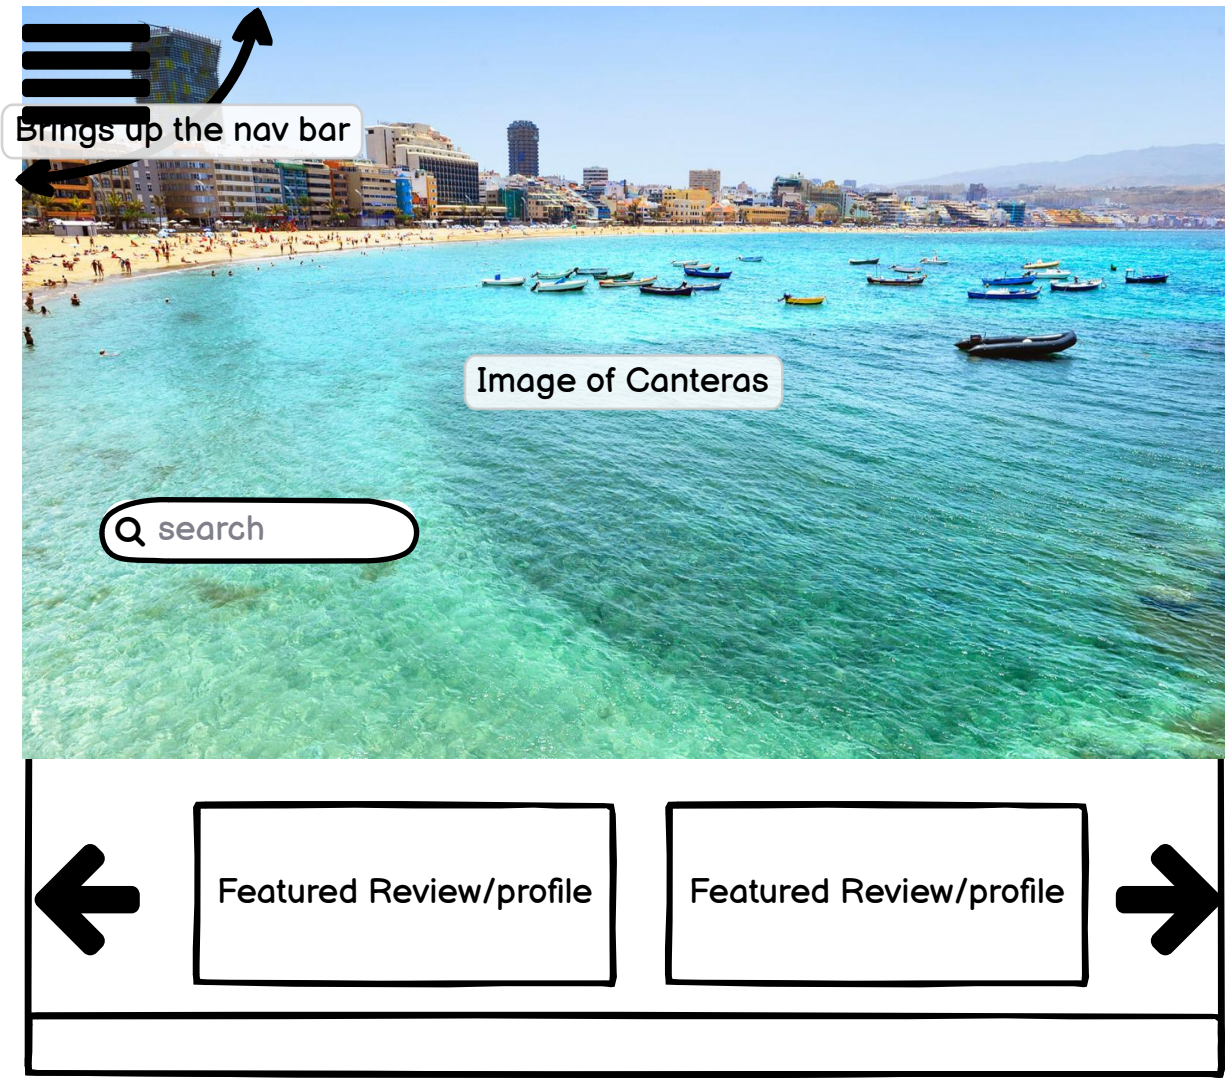 Brings up the nav bar
Image of Canteras
search
Featured Review/profile
Featured Review/profile